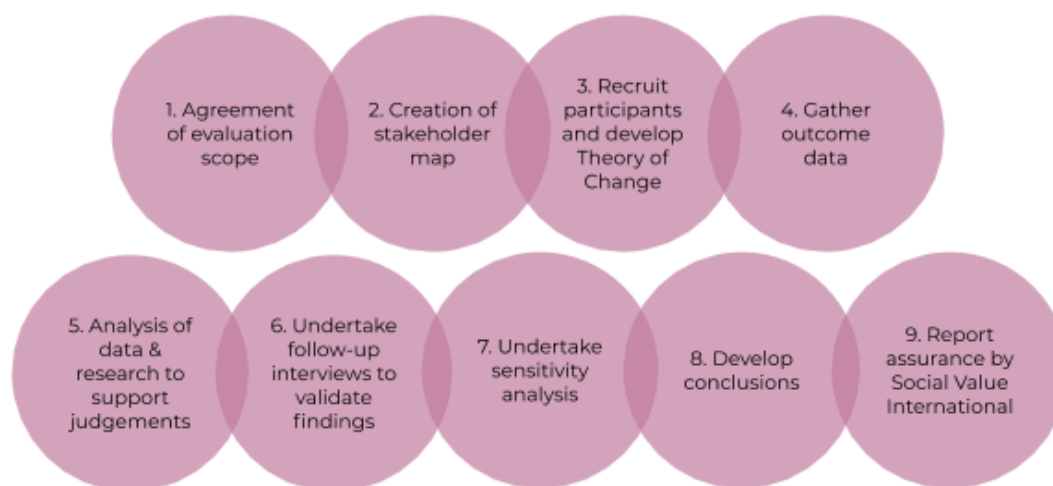 1. Agreement
of evaluation
scope
2. Creation of
stakeholder
map
3. Recruit
participants
and develop
Theory of
Change
4. Gather
outcome
data
5. Analysis of
data &
research to
support
judgements
6. Undertake
follow-up
interviews to
validate
findings
7. Undertake
sensitivity
analysis
8. Develop
conclusions
9. Report
assurance by
Social Value
International